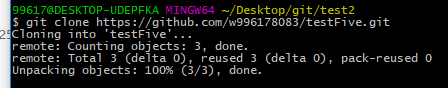 99617@DESKTOP-UDEPFKA MINGW64 ~/Desktop/git/test2
$ git clone https://github.com/w996178083/testFive.git
Cloning into 'testFive'...
remote: Counting objects: 3, done.
remote: Total 3 (delta 0), reused 3 (delta 0), pack-reused 0
Unpacking objects: 100% (3/3), done.